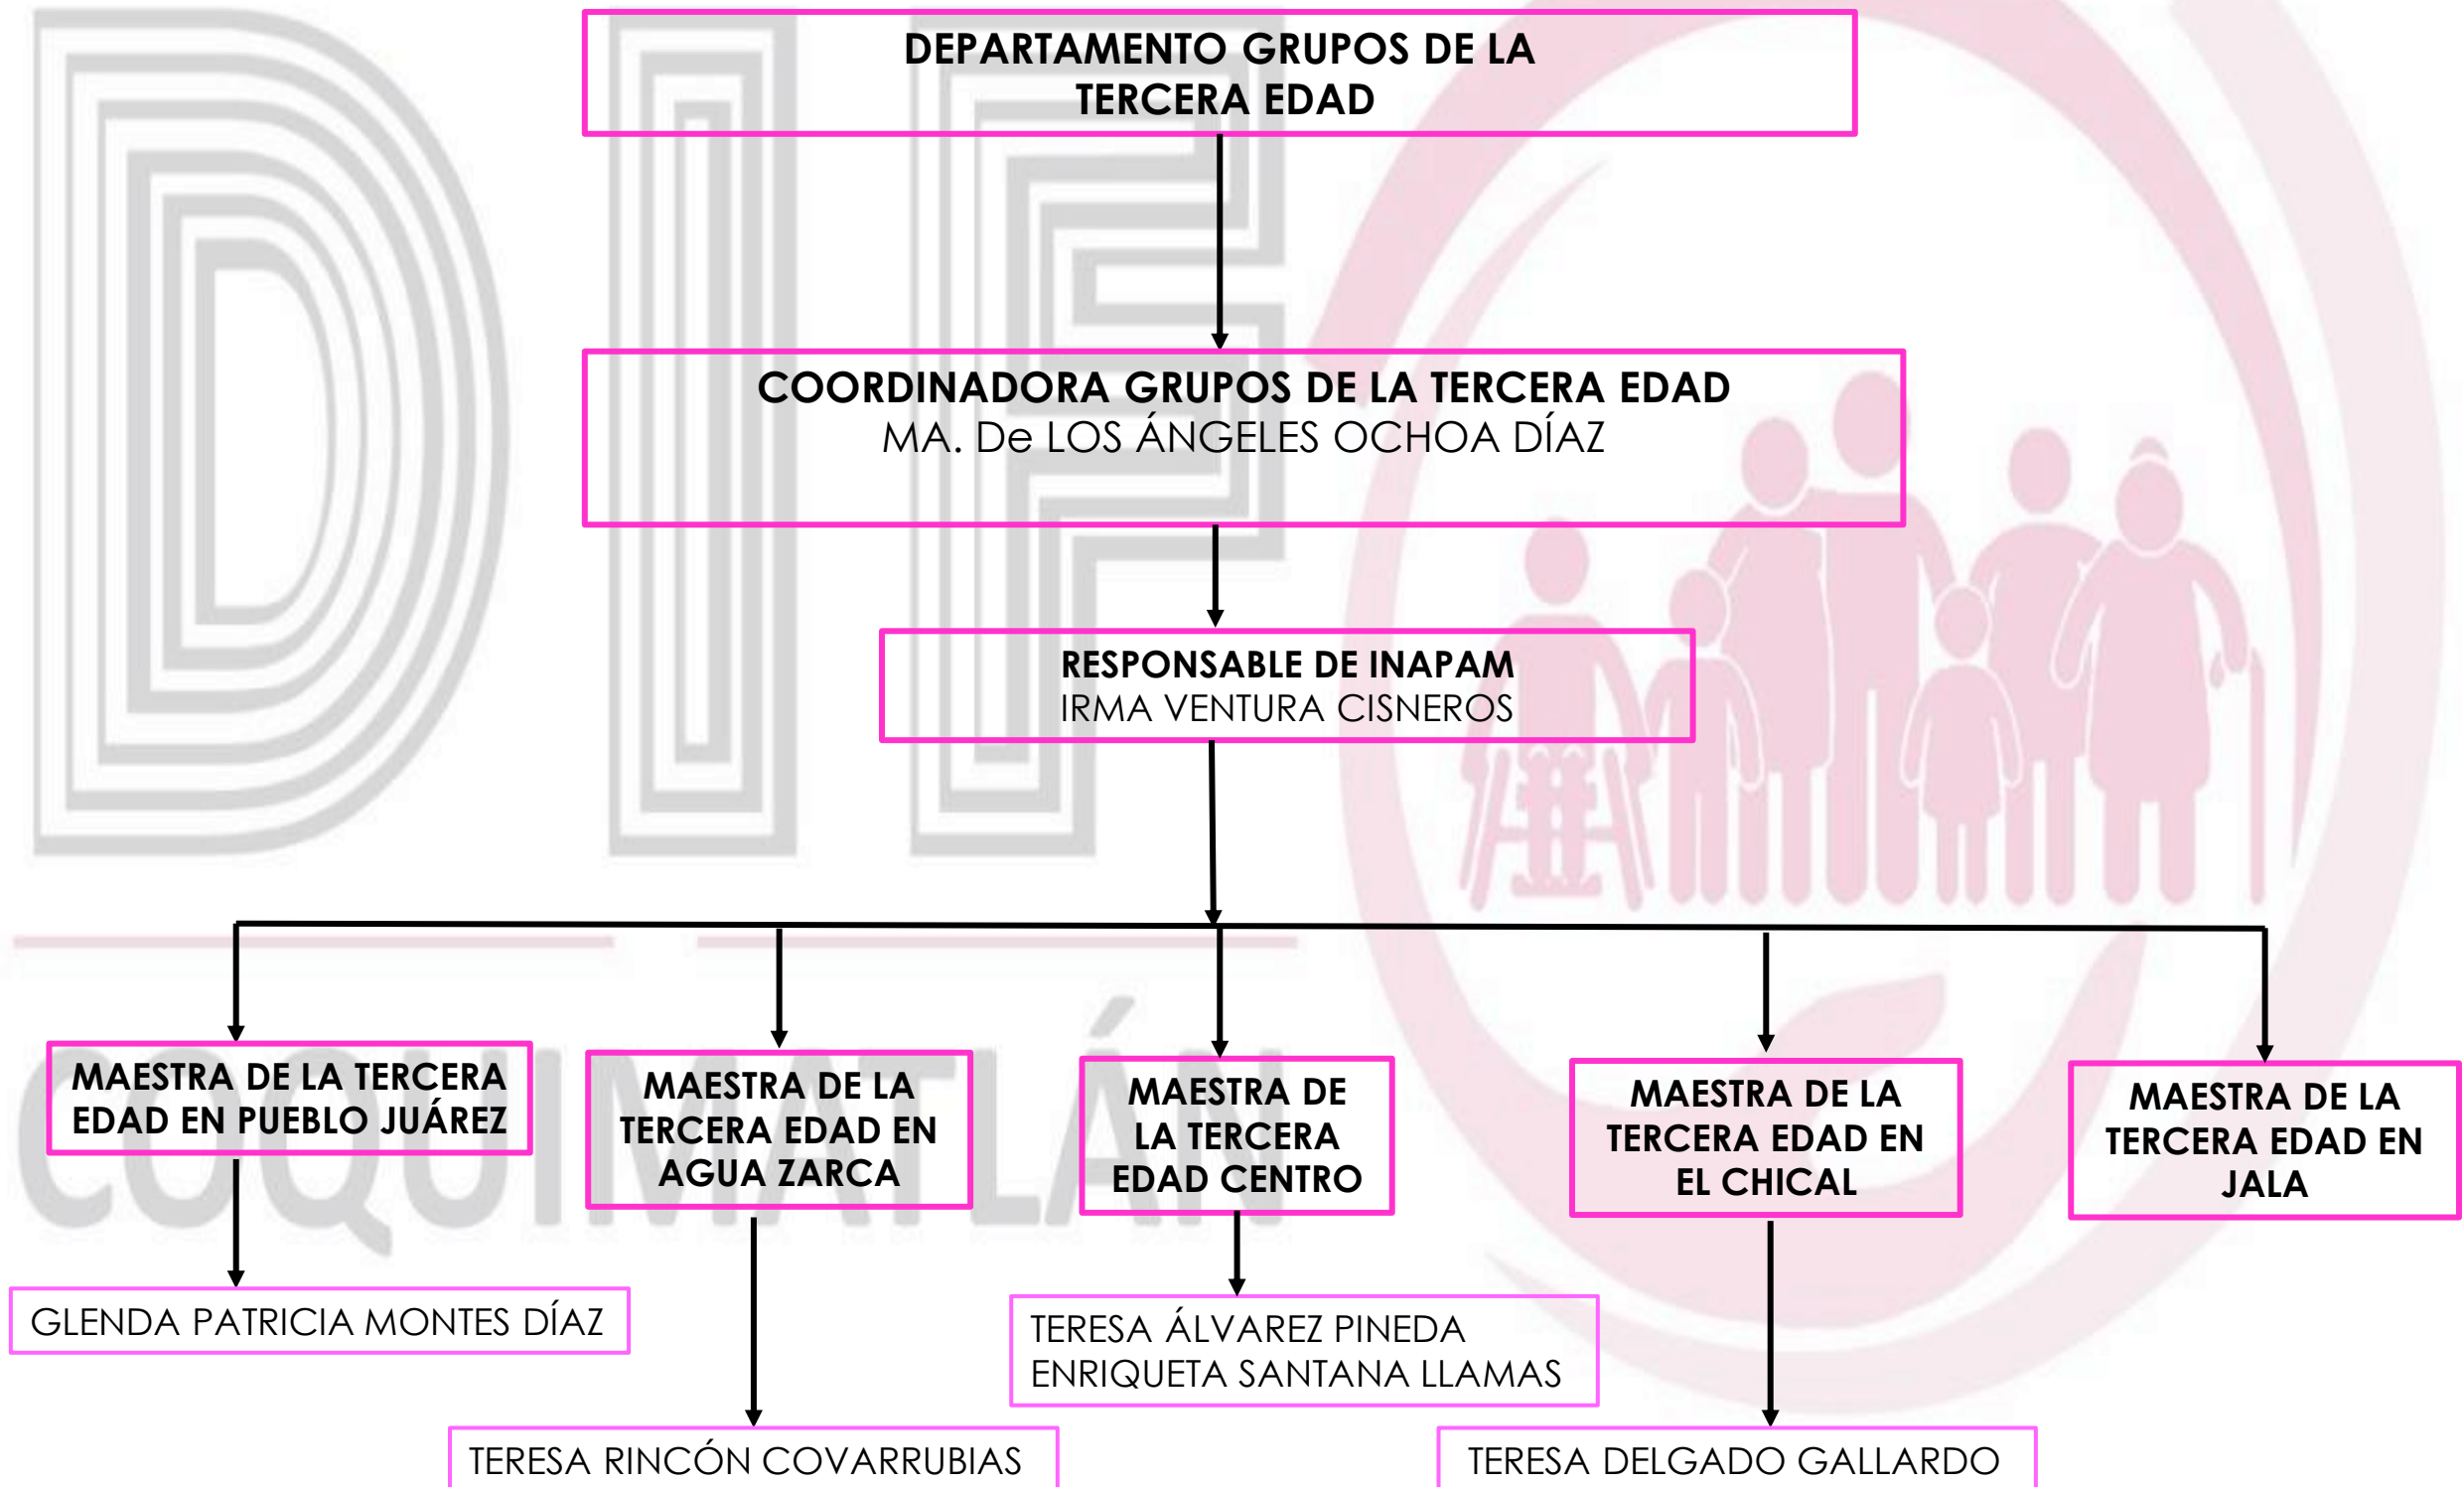 DIF
COQUIMATLÁN
DEPARTAMENTO GRUPOS DE LA
TERCERA EDAD
COORDINADORA GRUPOS DE LA TERCERA EDAD
MA. De LOS ÁNGELES OCHOA DÍAZ
RESPONSABLE DE INAPAM
IRMA VENTURA CISNEROS
MAESTRA DE LA TERCERA
EDAD EN PUEBLO JUÁREZ
GLENDA PATRICIA MONTES DÍAZ
MAESTRA DE LA
TERCERA EDAD EN
AGUA ZARCA
TERESA RINCÓN COVARRUBIAS
MAESTRA DE
LA TERCERA
EDAD CENTRO
TERESA ÁLVAREZ PINEDA
ENRIQUETA SANTANA LLAMAS
MAESTRA DE LA
TERCERA EDAD EN
EL CHICAL
TERESA DELGADO GALLARDO
MAESTRA DE LA
TERCERA EDAD EN
JALA